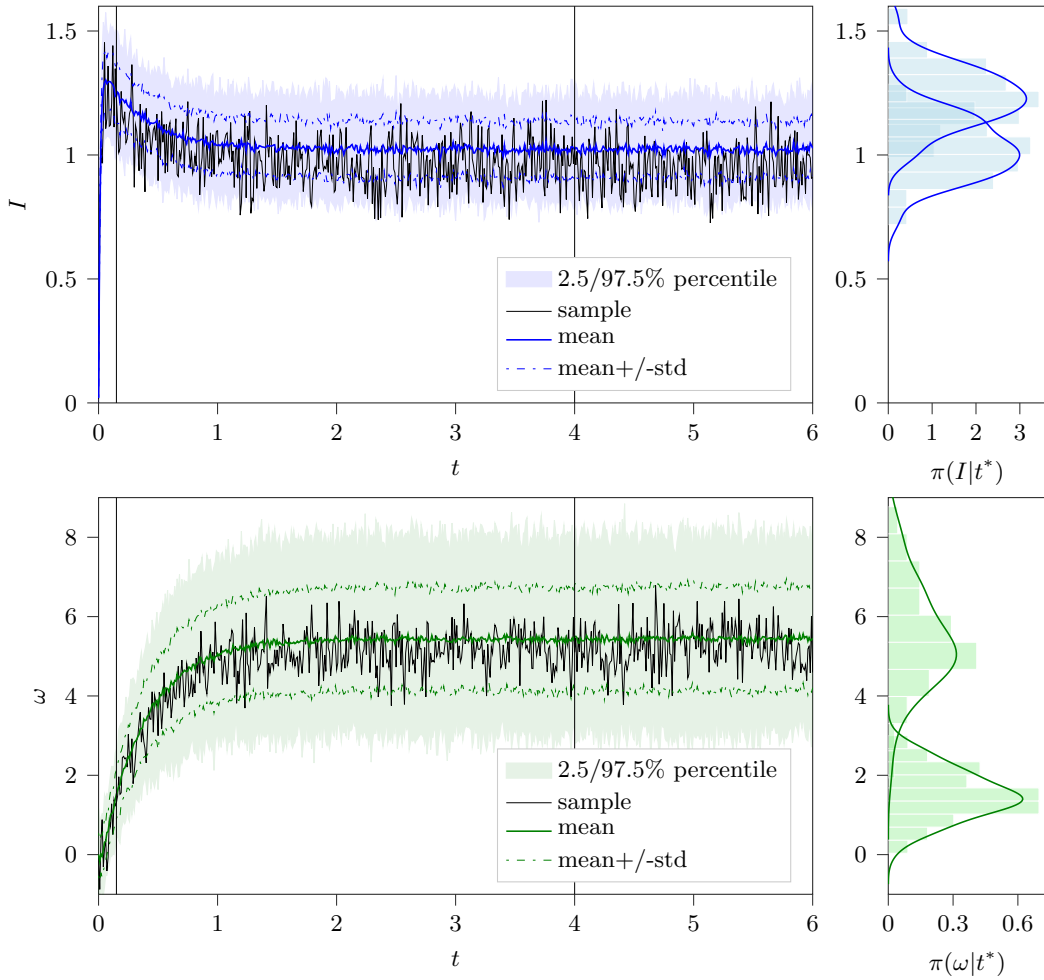 1.5
1
0.5
0
I
0 1 2 3 4 5 6
t
2.5/97.5% percentile
sample
mean
mean+/-std
1.5
1
0.5
0
0 1 2 3
π(I|t*)
8
6
4
2
0
ω
0 1 2 3 4 5 6
t
2.5/97.5% percentile
sample
mean
mean+/-std
8
6
4
2
0
0 0.3 0.6
π(ω|t*)